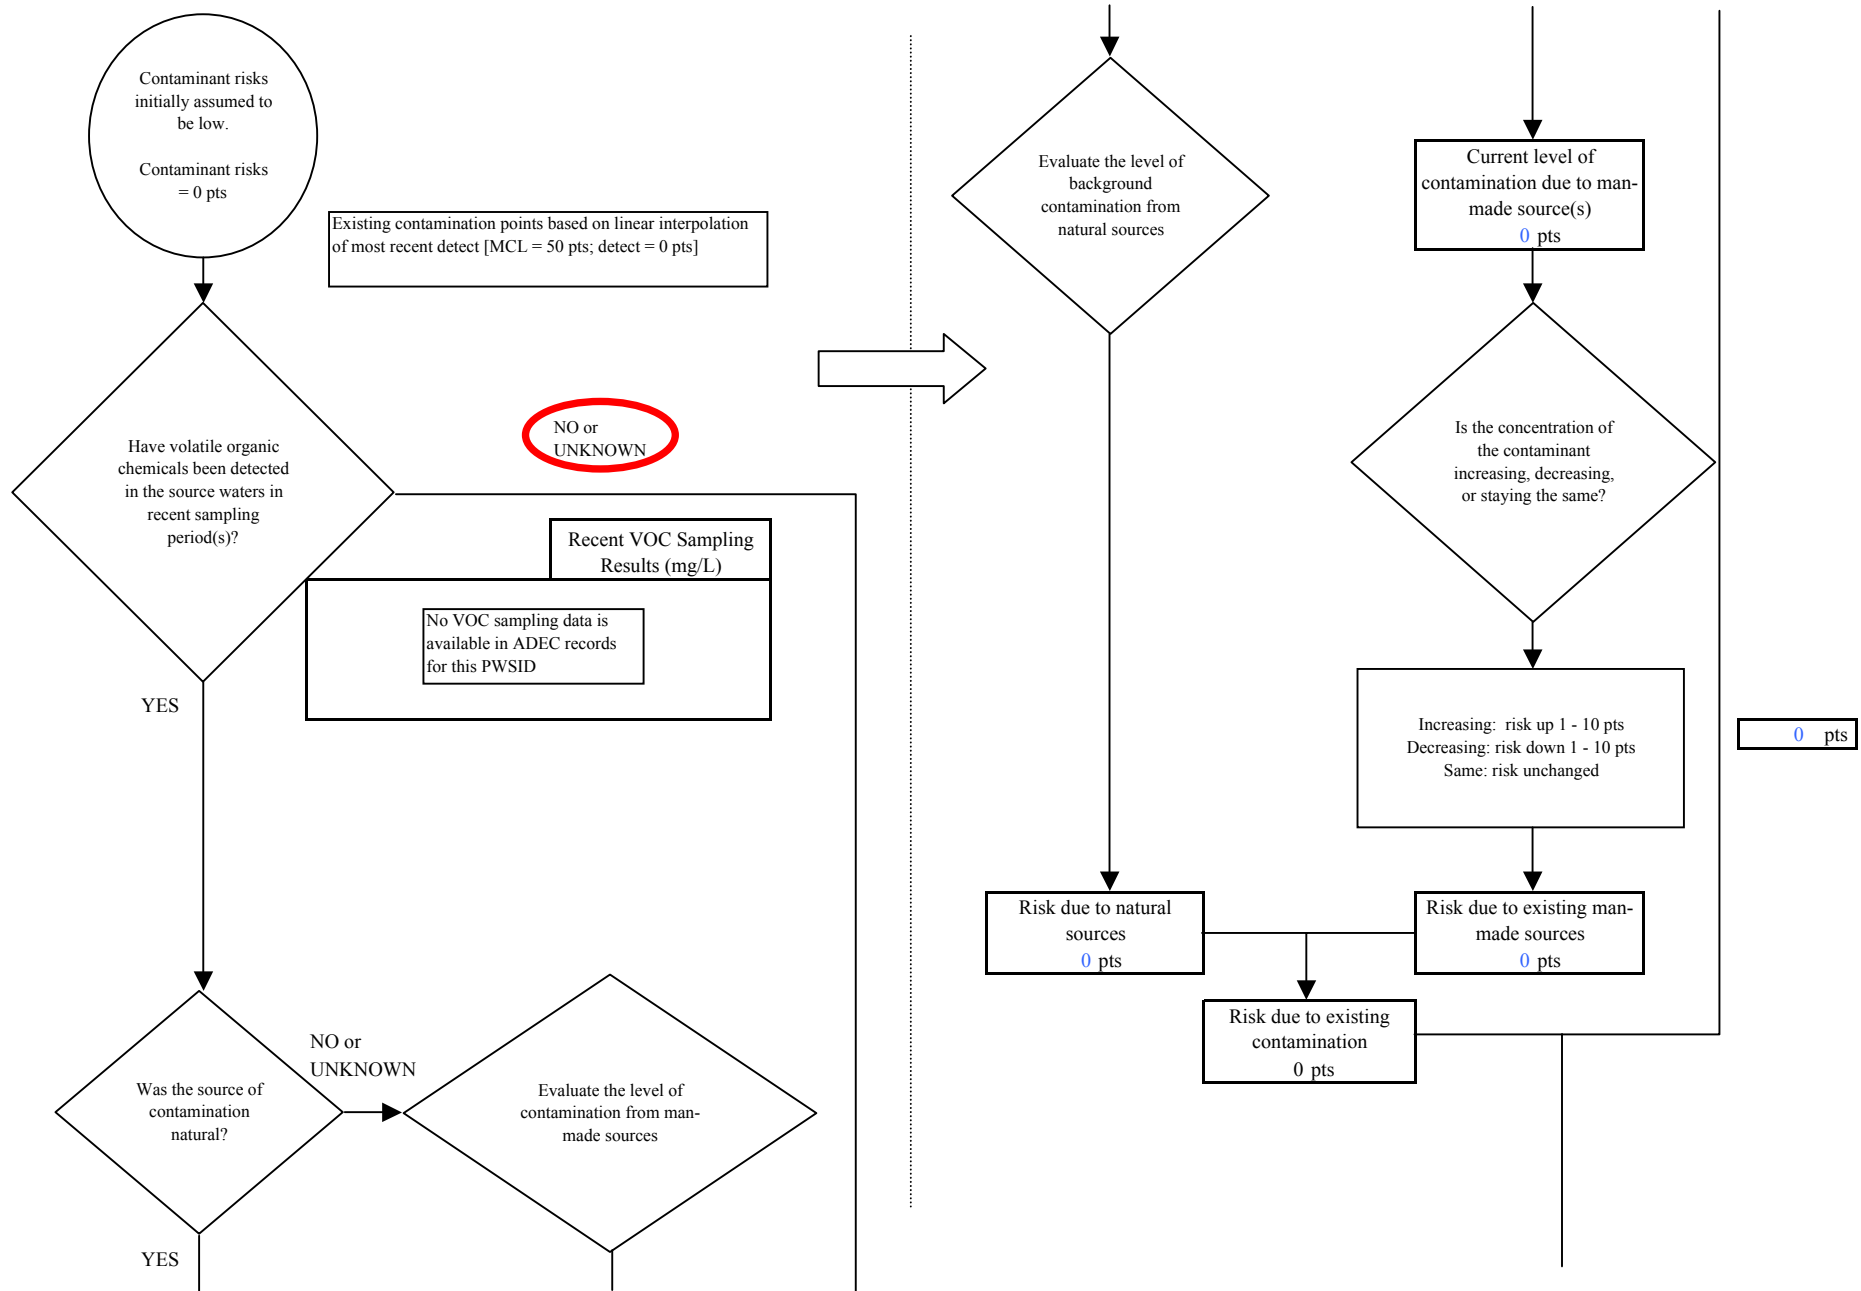 Contaminant risks
initially assumed to
be low.
Contaminant risks
= 0 pts
Existing contamination points based on linear interpolation
of most recent detect [MCL = 50 pts; detect = 0 pts]
NO or
UNKNOWN
Have volatile organic
chemicals been detected
in the source waters in
recent sampling
period(s)?
Recent VOC Sampling
Results (mg/L)
No VOC sampling data is
available in ADEC records
for this PWSID
YES
NO or
UNKNOWN
Was the source of
contamination
natural?
Evaluate the level of
contamination from man-
made sources
YES
Evaluate the level of
background
contamination from
natural sources
Current level of
contamination due to man-
made source(s)
0 pts
Is the concentration of
the contaminant
increasing, decreasing,
or staying the same?
Increasing: risk up 1 - 10 pts
Decreasing: risk down 1 - 10 pts
Same: risk unchanged
0 pts
Risk due to natural
sources
0 pts
Risk due to existing man-
made sources
0 pts
Risk due to existing
contamination
0 pts